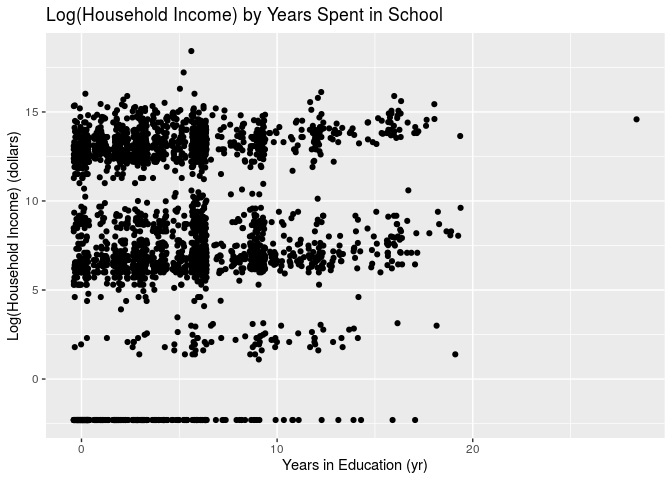 Log(Household Income) by Years Spent in School
15
10
5
0
Log(Household Income) (dollars)
0 10 20
Years in Education (yr)